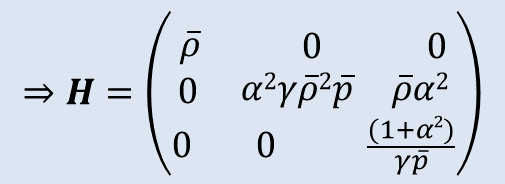 ρ̄ 0 0
⇒ H = ( 0 α²γρ̄²p̄ ρ̄α² )
0 0 (1+α²)/γp̄